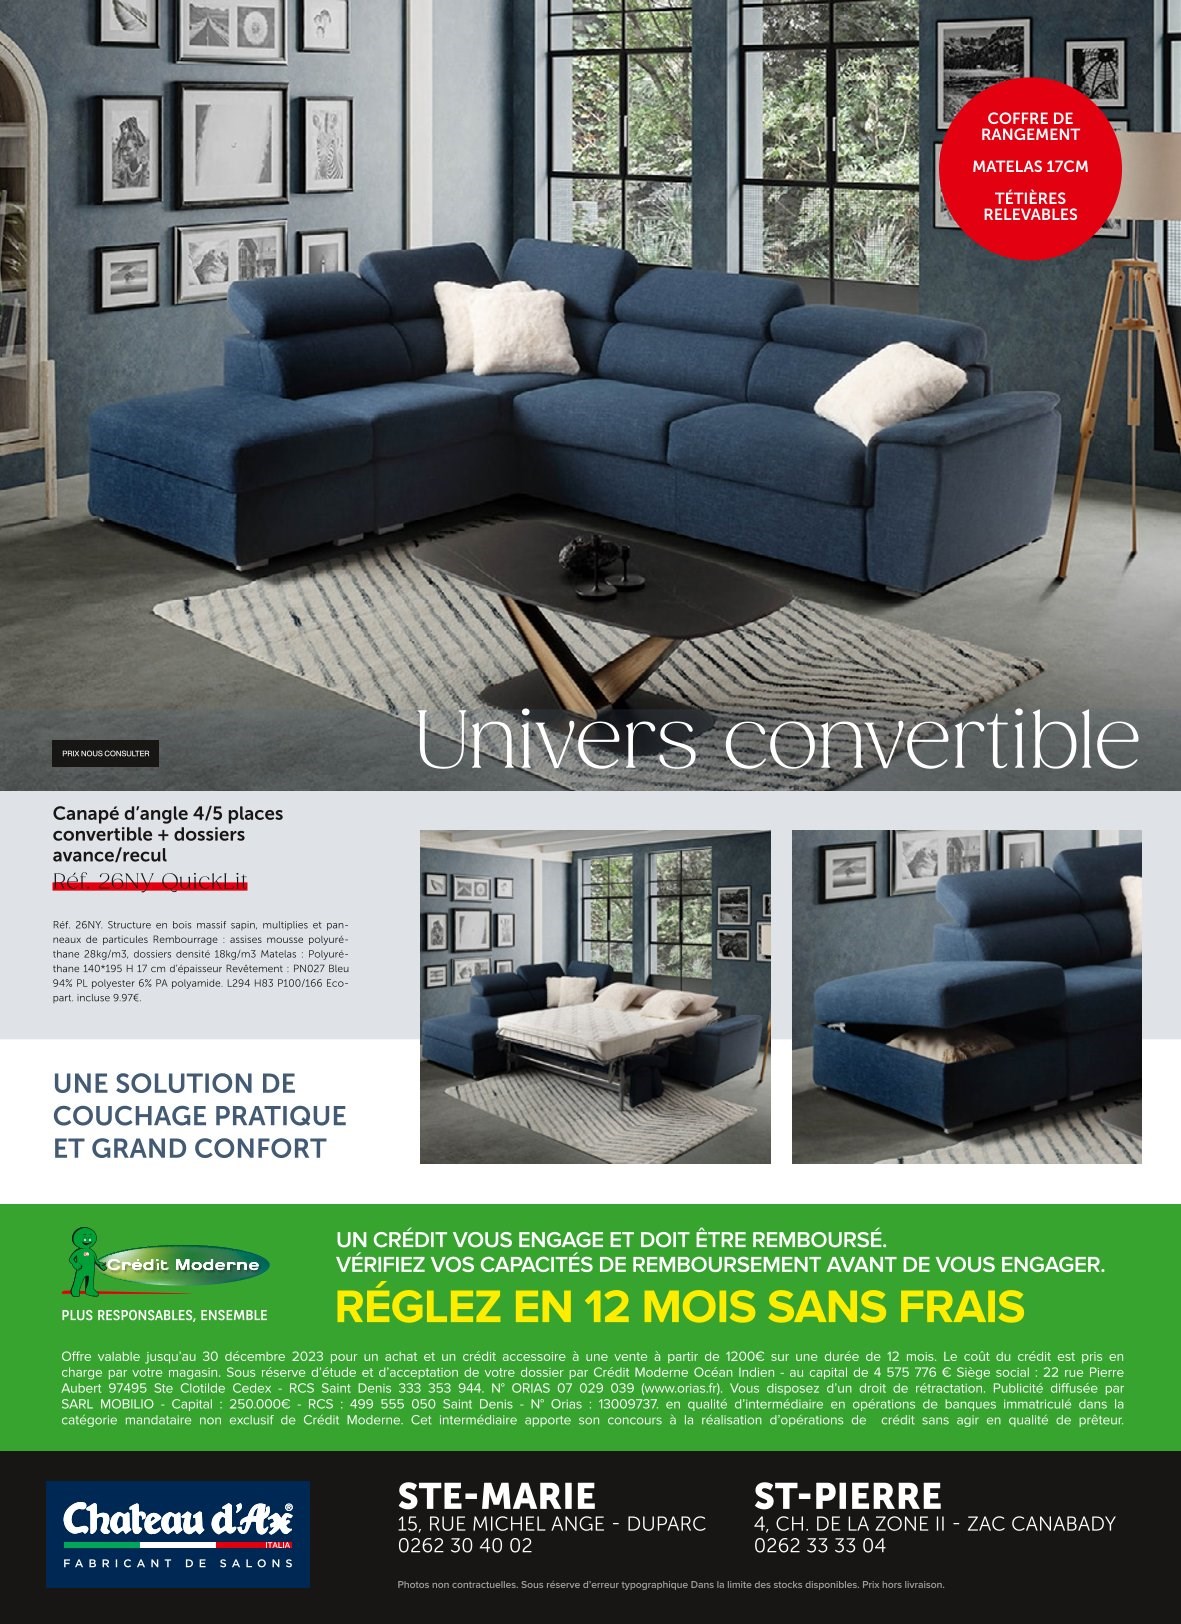 COFFRE DE
RANGEMENT
MATELAS 17CM
TÉTIÈRES
RELEVABLES
Univers convertible
PRIX NOUS CONSULTER
Canapé d’angle 4/5 places
convertible + dossiers
avance/recul
Réf. 26NY QuickLit
Réf. 26NY. Structure en bois massif sapin, multiplies et pan-
neaux de particules Rembourrage : assises mousse polyuré-
thane 28kg/m3, dossiers densité 18kg/m3 Matelas : Polyuré-
thane 140*195 H 17 cm d’épaisseur Revêtement : PN027 Bleu
94% PL polyester 6% PA polyamide. L294 H83 P100/166 Eco-
part. incluse 9.97€.
UNE SOLUTION DE
COUCHAGE PRATIQUE
ET GRAND CONFORT
Crédit Moderne
PLUS RESPONSABLES, ENSEMBLE
UN CRÉDIT VOUS ENGAGE ET DOIT ÊTRE REMBOURSÉ.
VÉRIFIEZ VOS CAPACITÉS DE REMBOURSEMENT AVANT DE VOUS ENGAGER.
RÉGLEZ EN 12 MOIS SANS FRAIS
Offre valable jusqu’au 30 décembre 2023 pour un achat et un crédit accessoire à une vente à partir de 1200€ sur une durée de 12 mois. Le coût du crédit est pris en
charge par votre magasin. Sous réserve d’étude et d’acceptation de votre dossier par Crédit Moderne Océan Indien - au capital de 4 575 776 € Siège social : 22 rue Pierre
Aubert 97495 Ste Clotilde Cedex - RCS Saint Denis 333 353 944. N° ORIAS 07 029 039 (www.orias.fr). Vous disposez d’un droit de rétractation. Publicité diffusée par
SARL MOBILIO - Capital : 250.000€ - RCS : 499 555 050 Saint Denis - N° Orias : 13009737. en qualité d’intermédiaire en opérations de banques immatriculé dans la
catégorie mandataire non exclusif de Crédit Moderne. Cet intermédiaire apporte son concours à la réalisation d’opérations de crédit sans agir en qualité de prêteur.
Chateau d’Ax®
ITALIA
FABRICANT DE SALONS
STE-MARIE
15, RUE MICHEL ANGE - DUPARC
0262 30 40 02
ST-PIERRE
4, CH. DE LA ZONE II - ZAC CANABADY
0262 33 33 04
Photos non contractuelles. Sous réserve d’erreur typographique Dans la limite des stocks disponibles. Prix hors livraison.